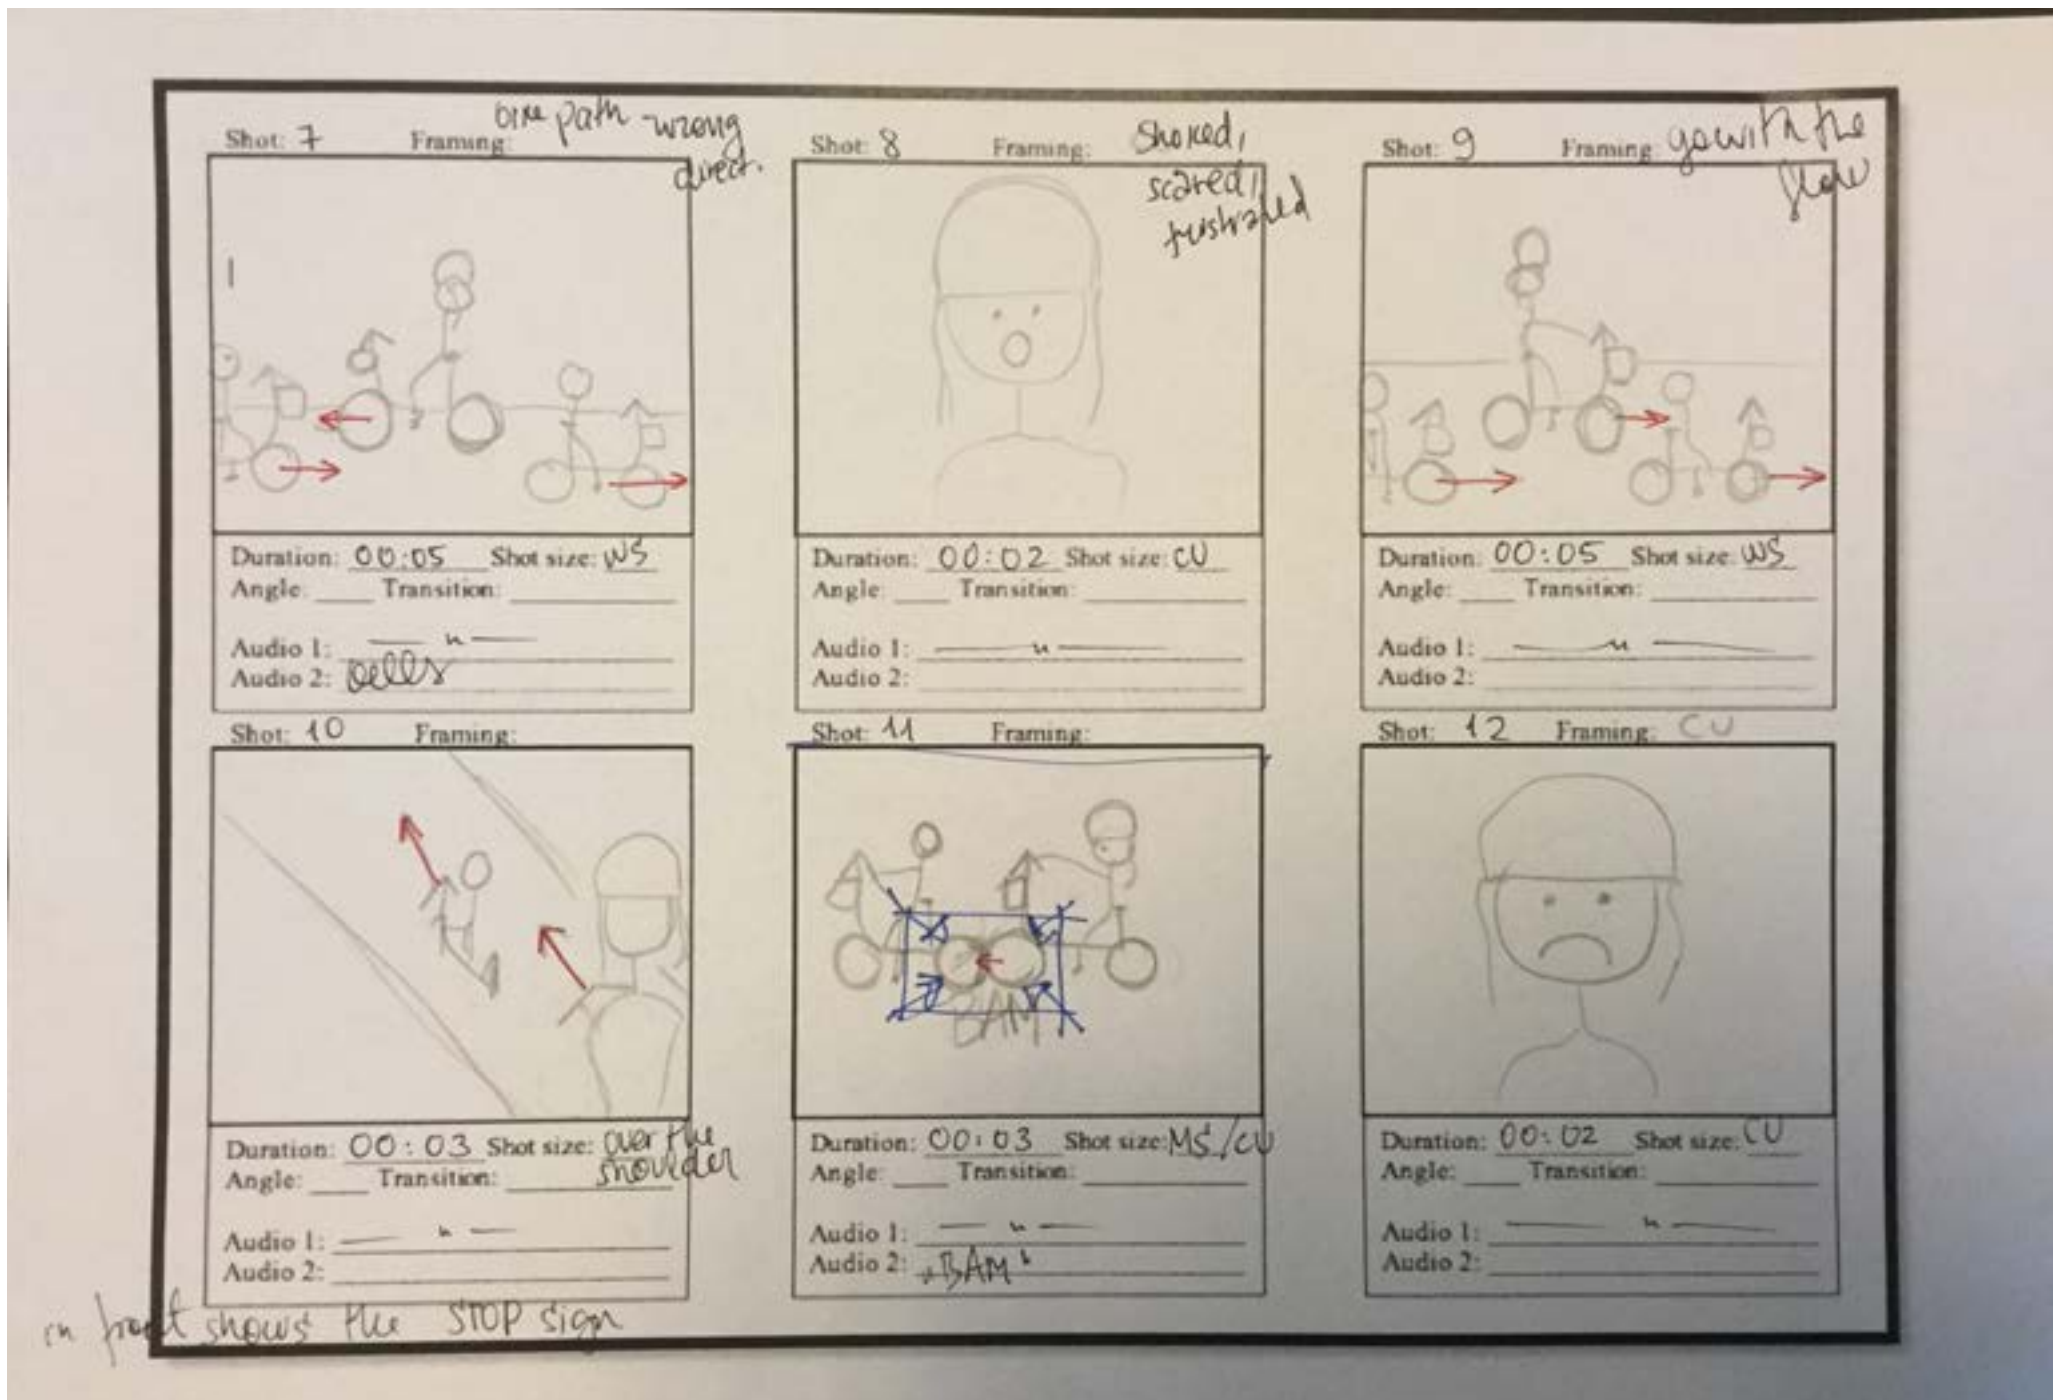 Shot: 7 Framing: bike path - wrong
direct.
Duration: 00:05 Shot size: WS
Angle: Transition:
Audio 1: — " —
Audio 2: bells
Shot: 8 Framing: Shoked,
scared,
frustrated
Duration: 00:02 Shot size: CU
Angle: Transition:
Audio 1: — " —
Audio 2:
Shot: 9 Framing: go with the
flow
Duration: 00:05 Shot size: WS
Angle: Transition:
Audio 1: — " —
Audio 2:
Shot: 10 Framing:
Duration: 00:03 Shot size: over the
shoulder
Angle: Transition:
Audio 1: — " —
Audio 2:
in front shows the STOP sign
Shot: 11 Framing:
BAM
Duration: 00:03 Shot size: MS/CU
Angle: Transition:
Audio 1: — " —
Audio 2: "BAM"
Shot: 12 Framing: CU
Duration: 00:02 Shot size: CU
Angle: Transition:
Audio 1: — " —
Audio 2: